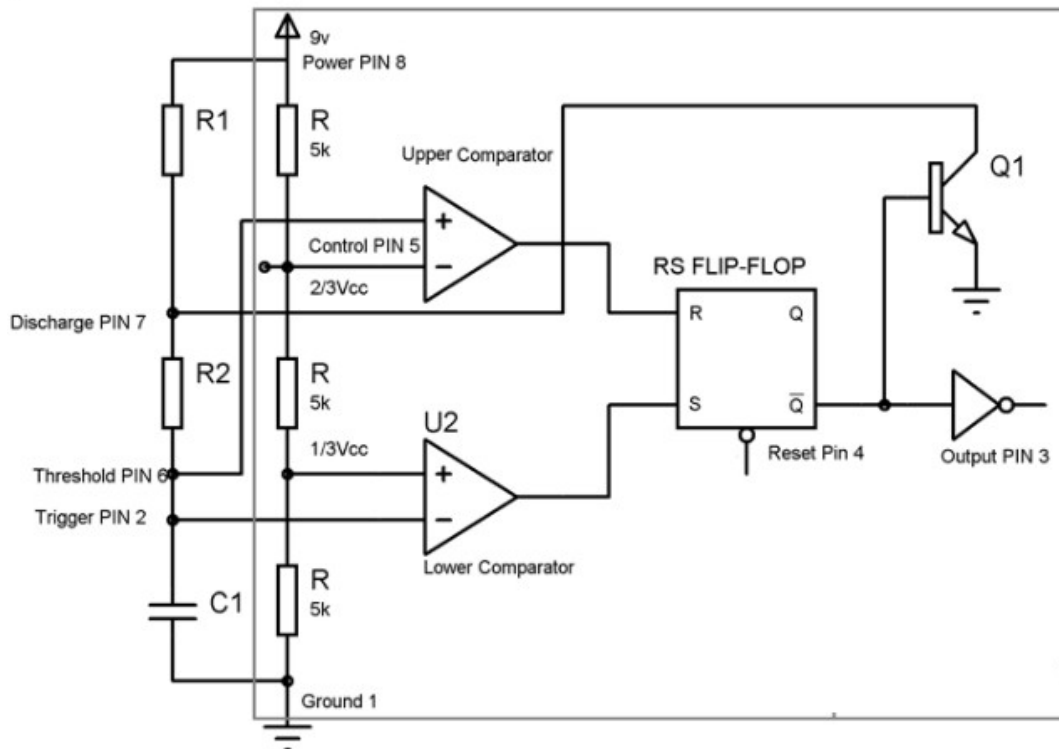 9v
Power PIN 8
R1
R
5k
Upper Comparator
Q1
+
Control PIN 5
−
2/3Vcc
RS FLIP-FLOP
Discharge PIN 7
R
Q
R2
R
5k
S
Q̅
U2
1/3Vcc
+
Reset Pin 4
Output PIN 3
Threshold PIN 6
Trigger PIN 2
−
Lower Comparator
R
5k
C1
Ground 1